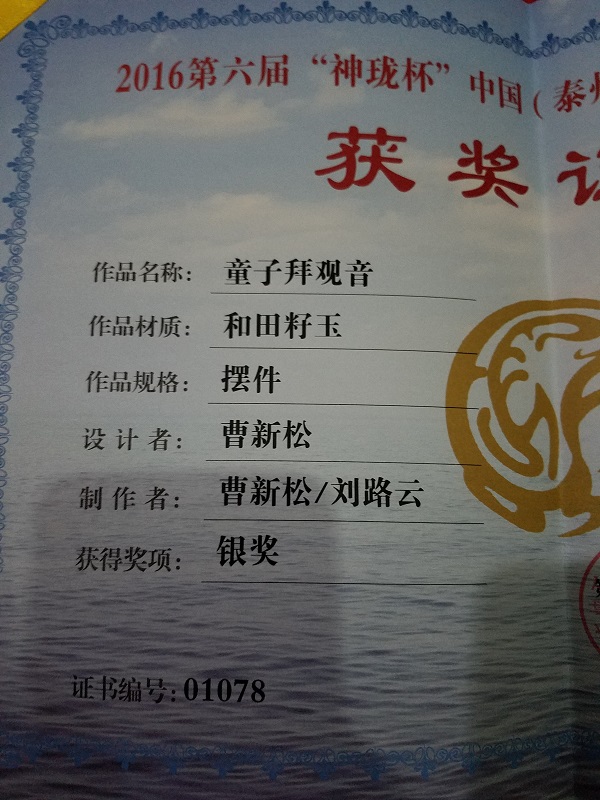 2016第六届“神珑杯”中国(泰州
获奖证
作品名称：童子拜观音
作品材质：和田籽玉
作品规格：摆件
设计者：曹新松
制作者：曹新松/刘路云
获得奖项：银奖
证书编号：01078